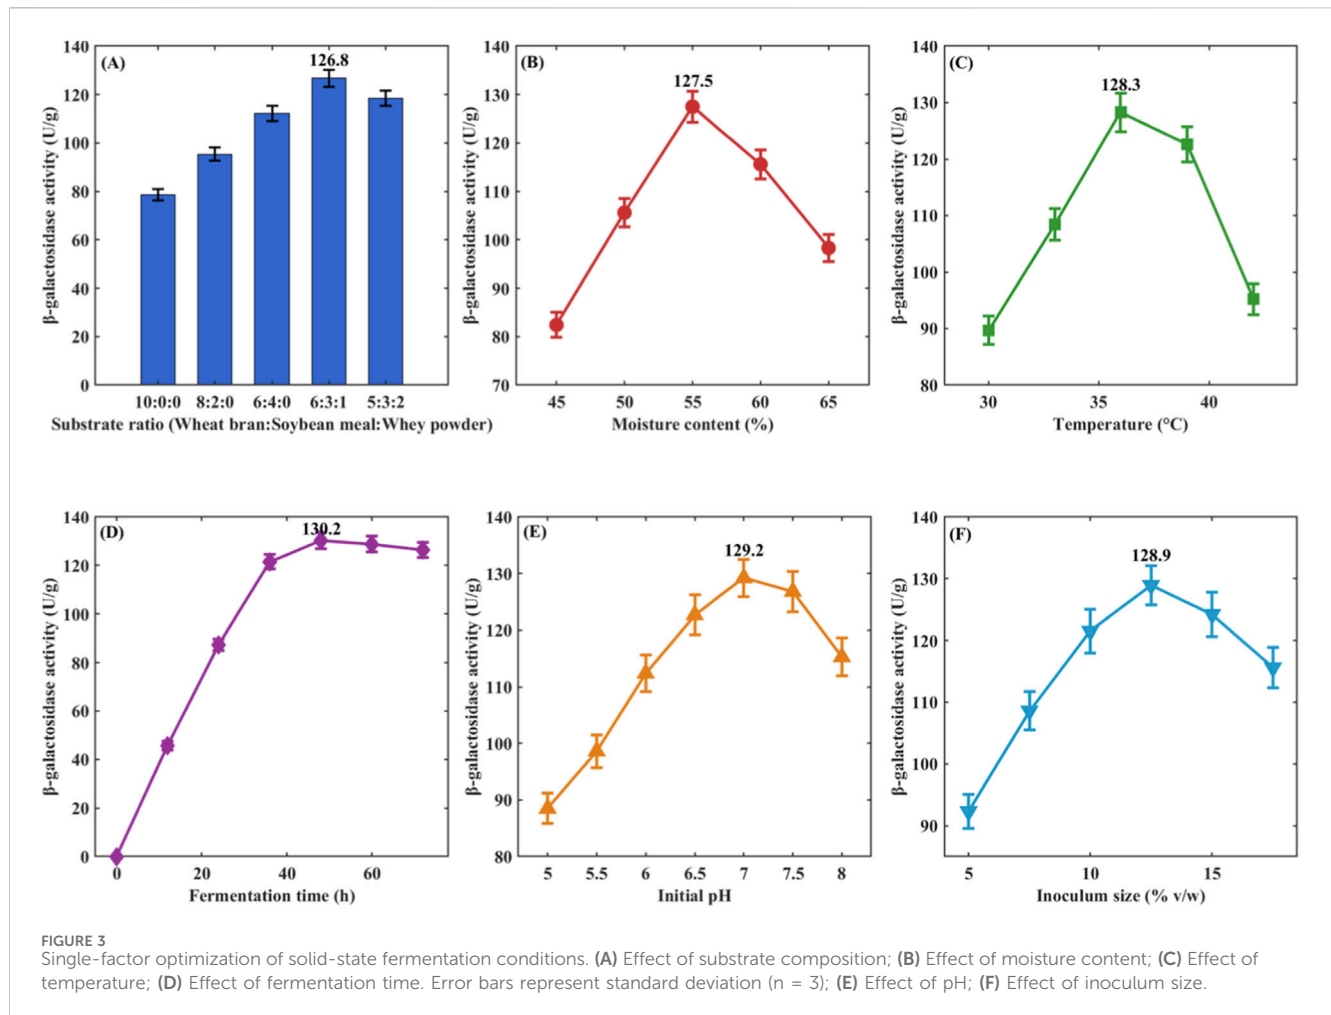 140
120
100
80
60
40
20
0
β-galactosidase activity (U/g)
(A)
126.8
10:0:0 8:2:0 6:4:0 6:3:1 5:3:2
Substrate ratio (Wheat bran:Soybean meal:Whey powder)
140
130
120
110
100
90
80
70
β-galactosidase activity (U/g)
(B)
127.5
45 50 55 60 65
Moisture content (%)
140
130
120
110
100
90
80
β-galactosidase activity (U/g)
(C)
128.3
30 35 40
Temperature (°C)
140
120
100
80
60
40
20
0
β-galactosidase activity (U/g)
(D)
130.2
0 20 40 60
Fermentation time (h)
140
130
120
110
100
90
80
β-galactosidase activity (U/g)
(E)
129.2
5 5.5 6 6.5 7 7.5 8
Initial pH
140
130
120
110
100
90
β-galactosidase activity (U/g)
(F)
128.9
5 10 15
Inoculum size (% v/w)
FIGURE 3
Single-factor optimization of solid-state fermentation conditions. (A) Effect of substrate composition; (B) Effect of moisture content; (C) Effect of
temperature; (D) Effect of fermentation time. Error bars represent standard deviation (n = 3); (E) Effect of pH; (F) Effect of inoculum size.